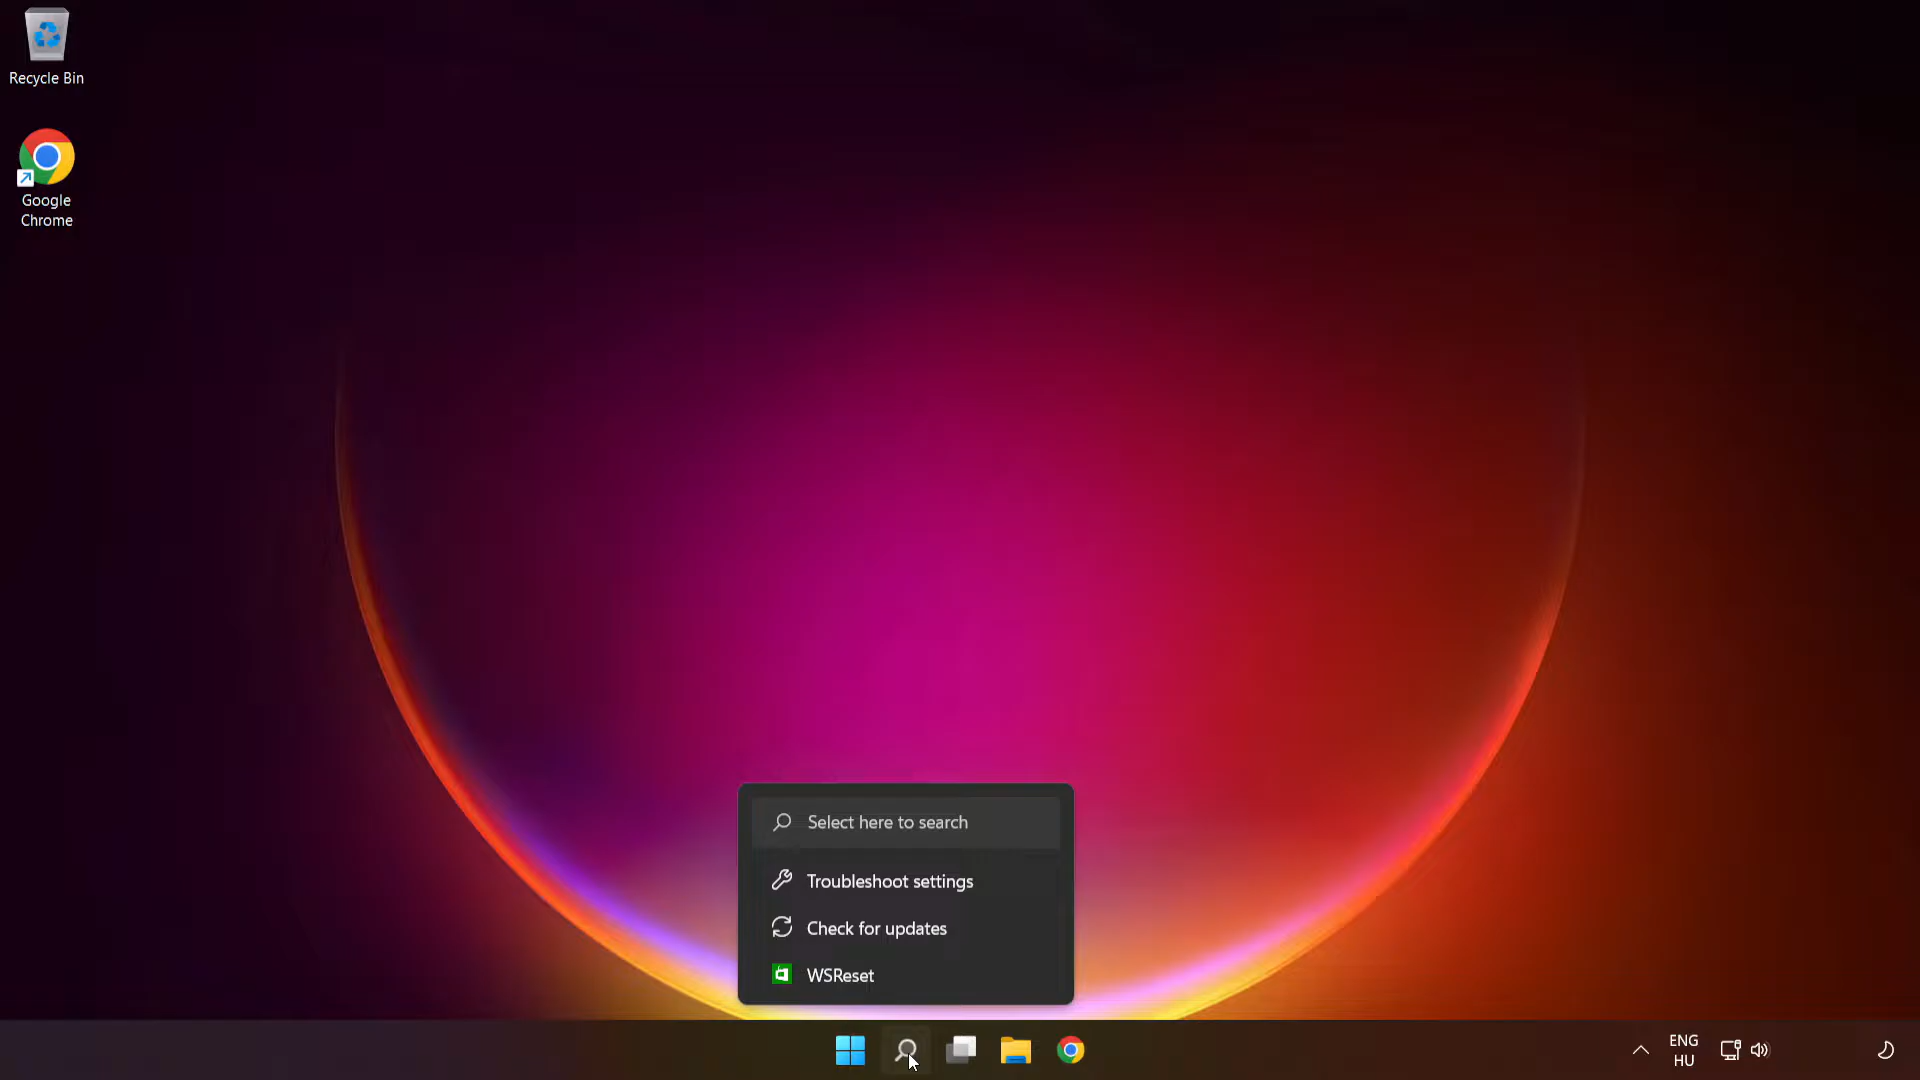 Recycle Bin
Google
Chrome
Select here to search
Troubleshoot settings
Check for updates
WSReset
ENG
HU